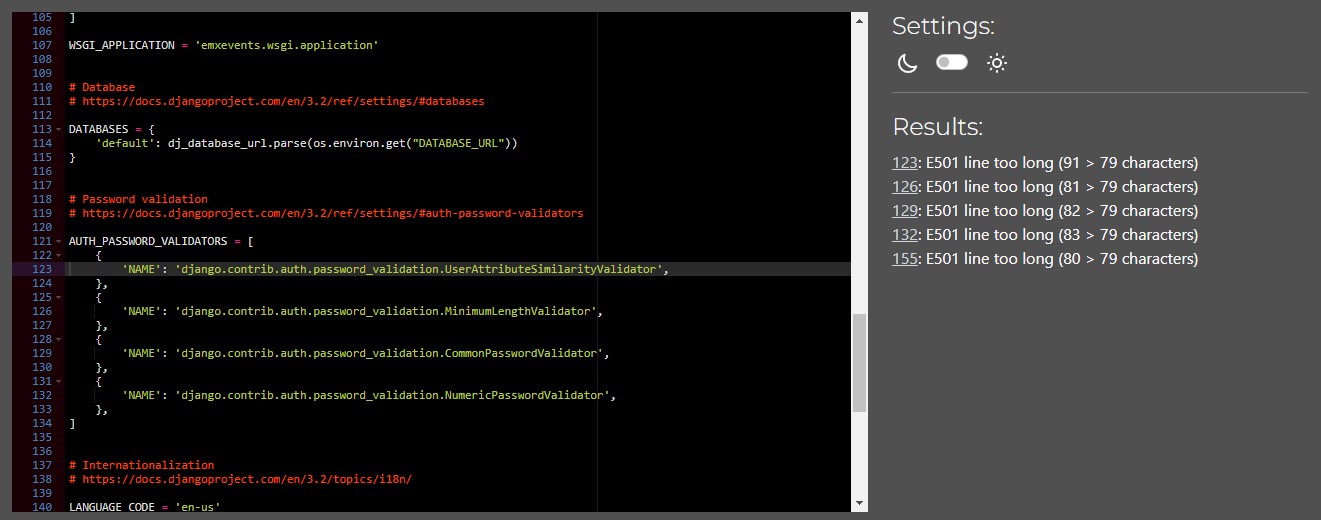 105 ]
106
107 WSGI_APPLICATION = 'emxevents.wsgi.application'
108
109
110 # Database
111 # https://docs.djangoproject.com/en/3.2/ref/settings/#databases
112
113 DATABASES = {
114     'default': dj_database_url.parse(os.environ.get("DATABASE_URL"))
115 }
116
117
118 # Password validation
119 # https://docs.djangoproject.com/en/3.2/ref/settings/#auth-password-validators
120
121 AUTH_PASSWORD_VALIDATORS = [
122     {
123         'NAME': 'django.contrib.auth.password_validation.UserAttributeSimilarityValidator',
124     },
125     {
126         'NAME': 'django.contrib.auth.password_validation.MinimumLengthValidator',
127     },
128     {
129         'NAME': 'django.contrib.auth.password_validation.CommonPasswordValidator',
130     },
131     {
132         'NAME': 'django.contrib.auth.password_validation.NumericPasswordValidator',
133     },
134 ]
135
136
137 # Internationalization
138 # https://docs.djangoproject.com/en/3.2/topics/i18n/
139
140 LANGUAGE_CODE = 'en-us'
Settings:
Results:
123: E501 line too long (91 > 79 characters)
126: E501 line too long (81 > 79 characters)
129: E501 line too long (82 > 79 characters)
132: E501 line too long (83 > 79 characters)
155: E501 line too long (80 > 79 characters)